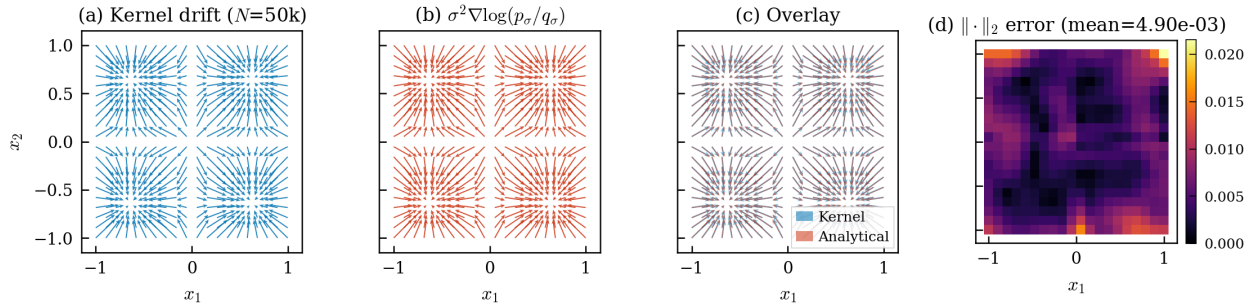 (a) Kernel drift (N=50k)
(b) σ²∇log(p_σ/q_σ)
(c) Overlay
(d) ‖·‖₂ error (mean=4.90e-03)
1.0
0.5
0.0
−0.5
−1.0
x₂
−1 0 1
x₁
−1 0 1
x₁
Kernel
Analytical
−1 0 1
x₁
−1 0 1
x₁
0.020
0.015
0.010
0.005
0.000